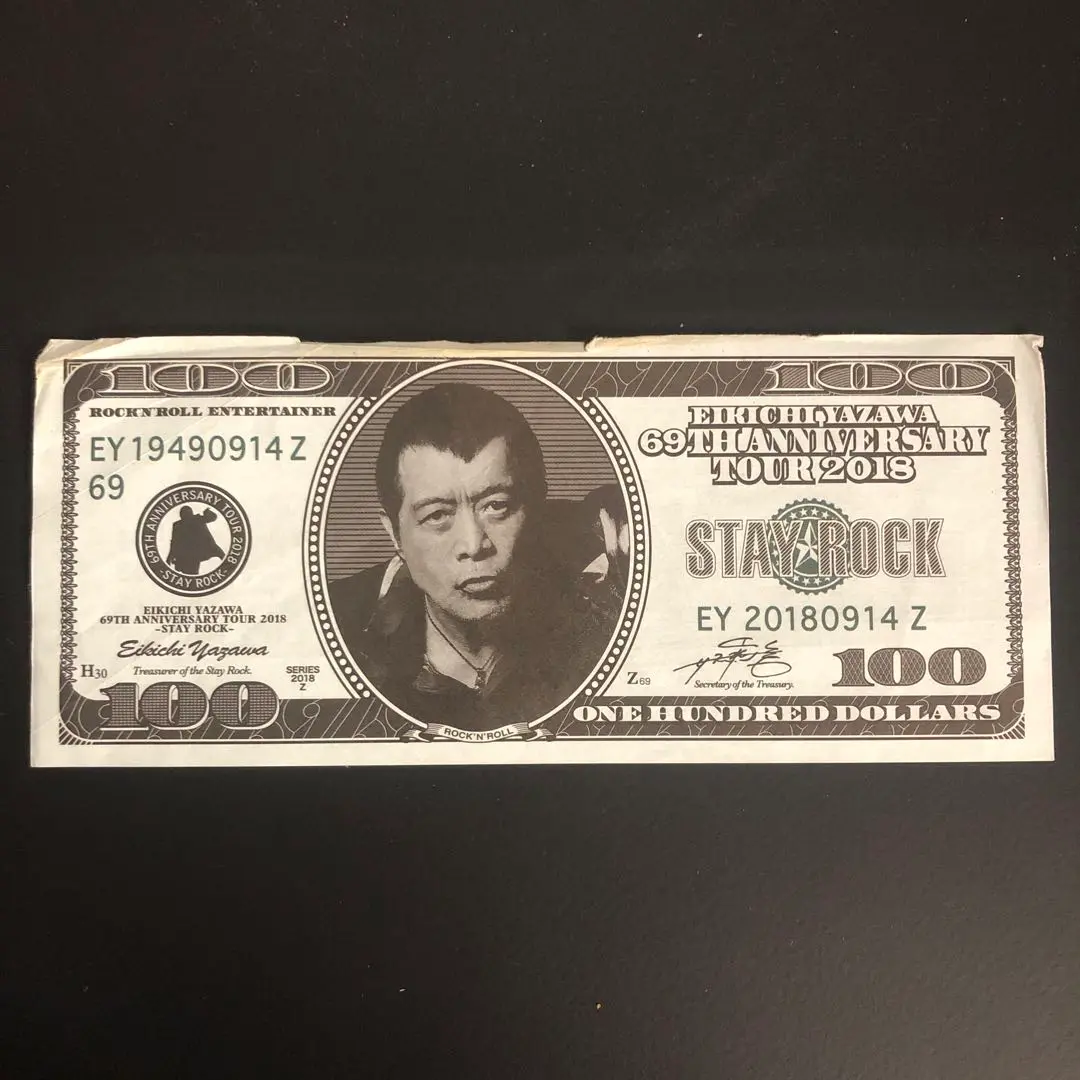 100
100
ROCK'N'ROLL ENTERTAINER
EY 19490914 Z
69
69TH ANNIVERSARY TOUR 2018
-STAY ROCK-
EIKICHI YAZAWA
69TH ANNIVERSARY TOUR 2018
-STAY ROCK-
Eikichi Yazawa
Treasurer of the Stay Rock.
H30
SERIES
2018
Z
100
ROCK'N'ROLL
EIKICHI YAZAWA
69TH ANNIVERSARY
TOUR 2018
STAY ROCK
EY 20180914 Z
Secretary of the Treasury.
Z69
100
ONE HUNDRED DOLLARS